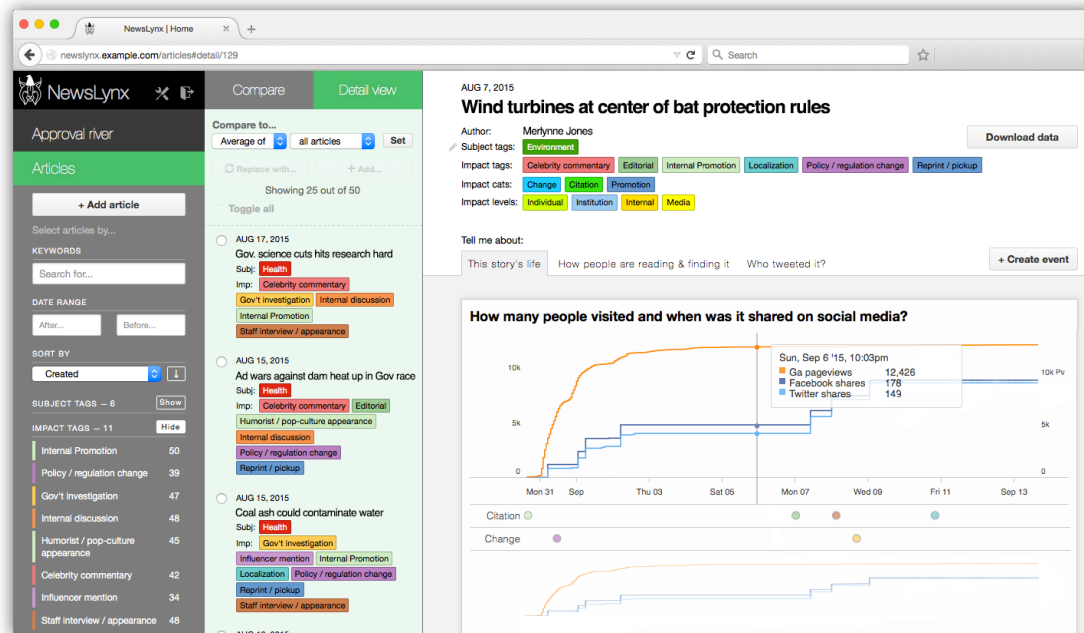 NewsLynx | Home
newslynx.example.com/articles#detail/129
Search
NewsLynx
Approval river
Articles
+ Add article
Select articles by...
KEYWORDS
Search for...
DATE RANGE
After...
Before...
SORT BY
Created
SUBJECT TAGS — 6
Show
IMPACT TAGS — 11
Hide
Internal Promotion 50
Policy / regulation change 39
Gov't investigation 47
Internal discussion 48
Humorist / pop-culture
appearance 45
Celebrity commentary 42
Influencer mention 34
Staff interview / appearance 48
Compare
Detail view
Compare to...
Average of
all articles
Set
Replace with...
+ Add...
Showing 25 out of 50
Toggle all
AUG 17, 2015
Gov. science cuts hits research hard
Subj: Health
Imp: Celebrity commentary
Gov't investigation Internal discussion
Internal Promotion
Staff interview / appearance
AUG 15, 2015
Ad wars against dam heat up in Gov race
Subj: Health
Imp: Celebrity commentary Editorial
Humorist / pop-culture appearance
Internal discussion
Policy / regulation change
Reprint / pickup
AUG 15, 2015
Coal ash could contaminate water
Subj: Health
Imp: Gov't investigation
Influencer mention Internal Promotion
Localization Policy / regulation change
Reprint / pickup
Staff interview / appearance
AUG 7, 2015
Wind turbines at center of bat protection rules
Author: Merlynne Jones
Subject tags: Environment
Impact tags: Celebrity commentary Editorial Internal Promotion Localization Policy / regulation change Reprint / pickup
Impact cats: Change Citation Promotion
Impact levels: Individual Institution Internal Media
Download data
Tell me about:
This story's life How people are reading & finding it Who tweeted it?
+ Create event
How many people visited and when was it shared on social media?
Sun, Sep 6 '15, 10:03pm
Ga pageviews 12,426
Facebook shares 178
Twitter shares 149
10k 10k Pv
5k 5k
0 0
Mon 31 Sep Thu 03 Sat 05 Mon 07 Wed 09 Fri 11 Sep 13
Citation
Change